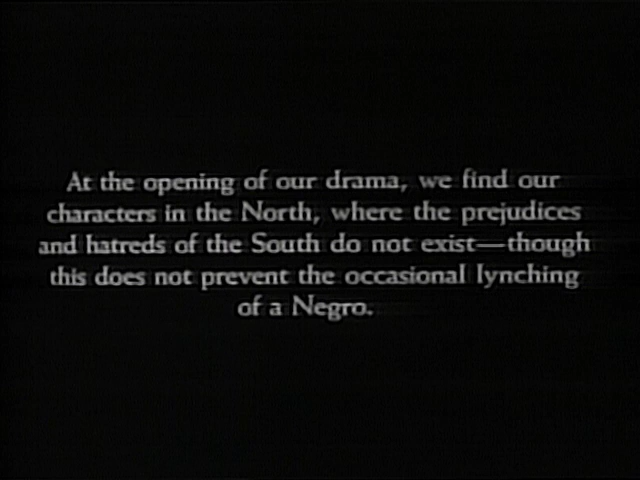 At the opening of our drama, we find our
characters in the North, where the prejudices
and hatreds of the South do not exist—though
this does not prevent the occasional lynching
of a Negro.